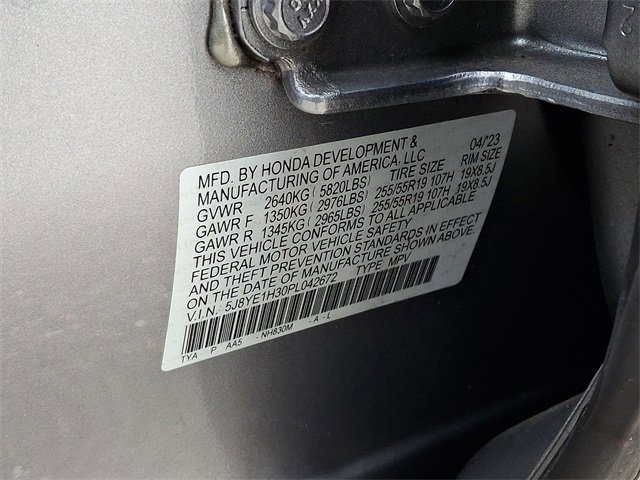 MFD. BY HONDA DEVELOPMENT & 04/'23
MANUFACTURING OF AMERICA, LLC
TIRE SIZE RIM SIZE
GVWR 2640KG(5820LBS)
GAWR F 1350KG(2976LBS) 255/55R19 107H 19X8.5J
GAWR R 1345KG(2965LBS) 255/55R19 107H 19X8.5J
THIS VEHICLE CONFORMS TO ALL APPLICABLE
FEDERAL MOTOR VEHICLE SAFETY
AND THEFT PREVENTION STANDARDS IN EFFECT
ON THE DATE OF MANUFACTURE SHOWN ABOVE.
V.I.N.: 5J8YE1H30PL042672 TYPE: MPV
TYA P AA5 -NH830M -A-L